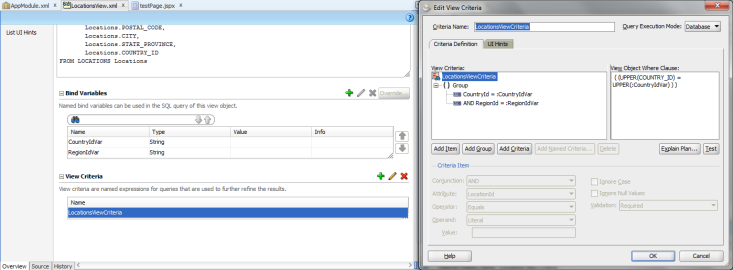 AppModule.xml
LocationsView.xml
testPage.jspx
List UI Hints
Locations.POSTAL_CODE,
Locations.CITY,
Locations.STATE_PROVINCE,
Locations.COUNTRY_ID
FROM LOCATIONS Locations
Bind Variables
Override...
Named bind variables can be used in the SQL query of this view object.
Name Type Value Info
CountryIdVar String
RegionIdVar String
View Criteria
View criteria are named expressions for queries that are used to further refine the results.
Name
LocationsViewCriteria
Overview Source History
Edit View Criteria
Criteria Name: LocationsViewCriteria Query Execution Mode: Database
Criteria Definition UI Hints
View Criteria: View Object Where Clause:
LocationsViewCriteria
Group
CountryId = :CountryIdVar
AND RegionId = :RegionIdVar
( (UPPER(COUNTRY_ID) =
UPPER(:CountryIdVar) ) )
Add Item Add Group Add Criteria Add Named Criteria... Delete Explain Plan... Test
Criteria Item
Conjunction: AND Ignore Case
Attribute: LocationId Ignore Null Values
Operator: Equals Validation: Required
Operand: Literal
Value:
Help OK Cancel